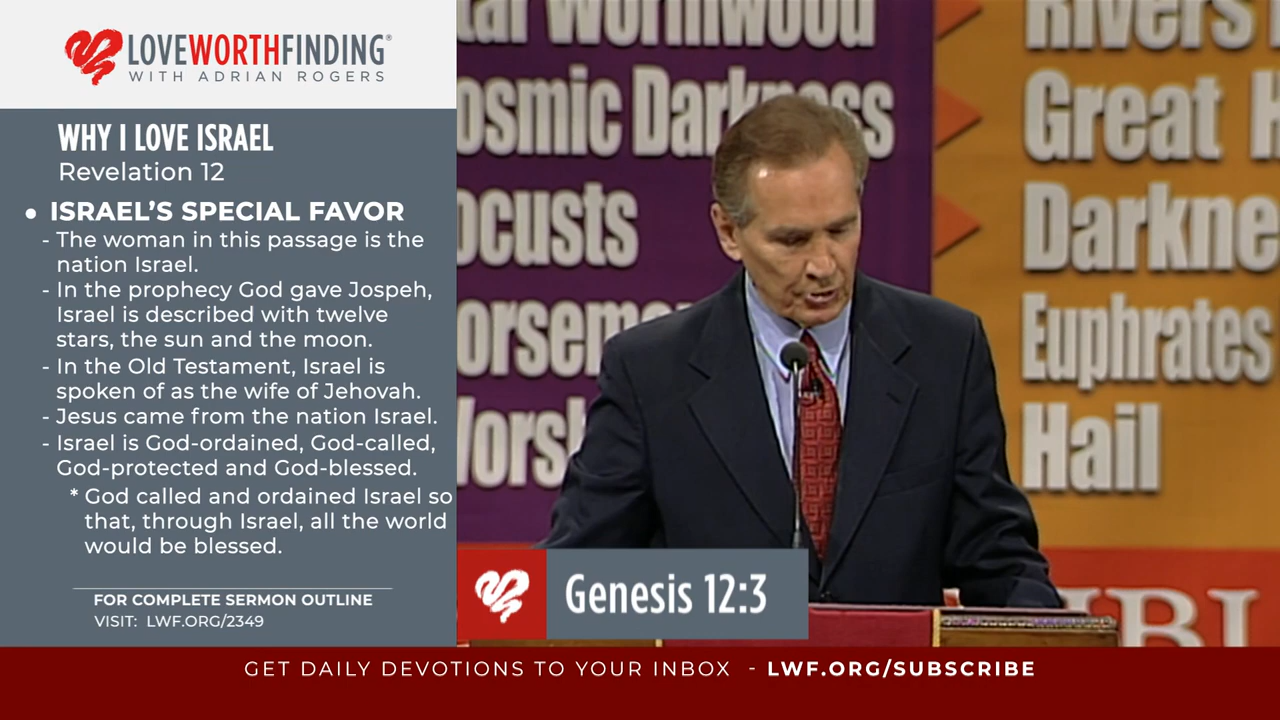 LOVEWORTHFINDING®
WITH ADRIAN ROGERS
WHY I LOVE ISRAEL
Revelation 12
• ISRAEL'S SPECIAL FAVOR
- The woman in this passage is the
nation Israel.
- In the prophecy God gave Jospeh,
Israel is described with twelve
stars, the sun and the moon.
- In the Old Testament, Israel is
spoken of as the wife of Jehovah.
- Jesus came from the nation Israel.
- Israel is God-ordained, God-called,
God-protected and God-blessed.
* God called and ordained Israel so
that, through Israel, all the world
would be blessed.
FOR COMPLETE SERMON OUTLINE
VISIT: LWF.ORG/2349
Wormwood
Rivers
Great H
Darkne
Euphrates
Hail
Genesis 12:3
GET DAILY DEVOTIONS TO YOUR INBOX - LWF.ORG/SUBSCRIBE